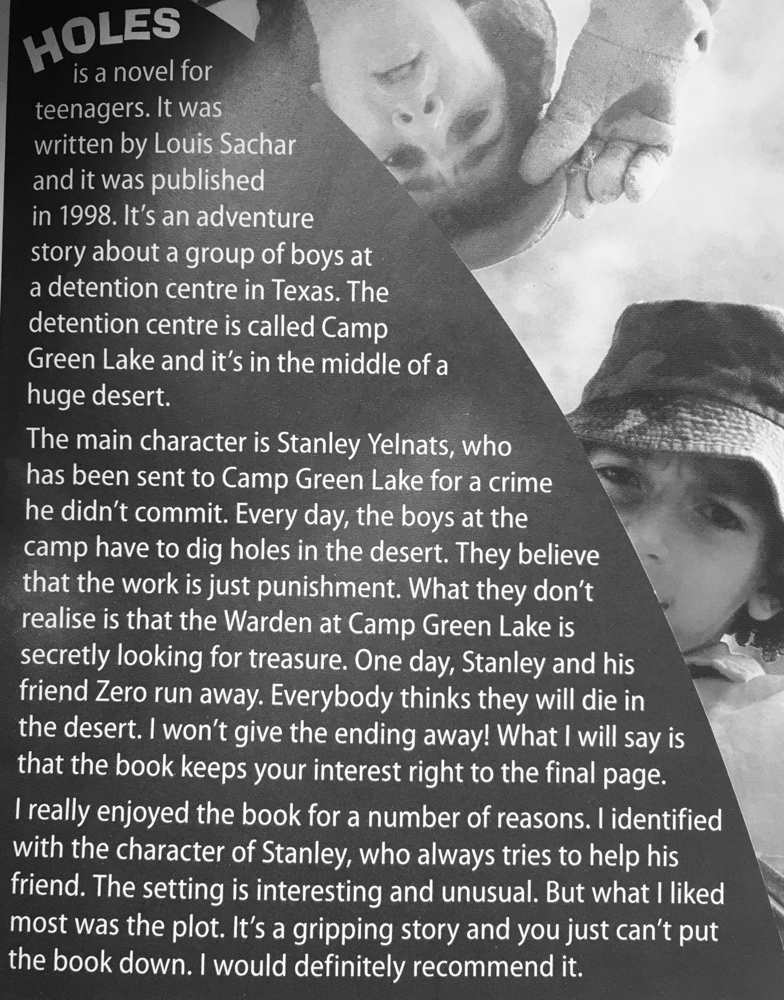 HOLES
is a novel for
teenagers. It was
written by Louis Sachar
and it was published
in 1998. It's an adventure
story about a group of boys at
a detention centre in Texas. The
detention centre is called Camp
Green Lake and it's in the middle of a
huge desert.
The main character is Stanley Yelnats, who
has been sent to Camp Green Lake for a crime
he didn't commit. Every day, the boys at the
camp have to dig holes in the desert. They believe
that the work is just punishment. What they don't
realise is that the Warden at Camp Green Lake is
secretly looking for treasure. One day, Stanley and his
friend Zero run away. Everybody thinks they will die in
the desert. I won't give the ending away! What I will say is
that the book keeps your interest right to the final page.
I really enjoyed the book for a number of reasons. I identified
with the character of Stanley, who always tries to help his
friend. The setting is interesting and unusual. But what I liked
most was the plot. It's a gripping story and you just can't put
the book down. I would definitely recommend it.